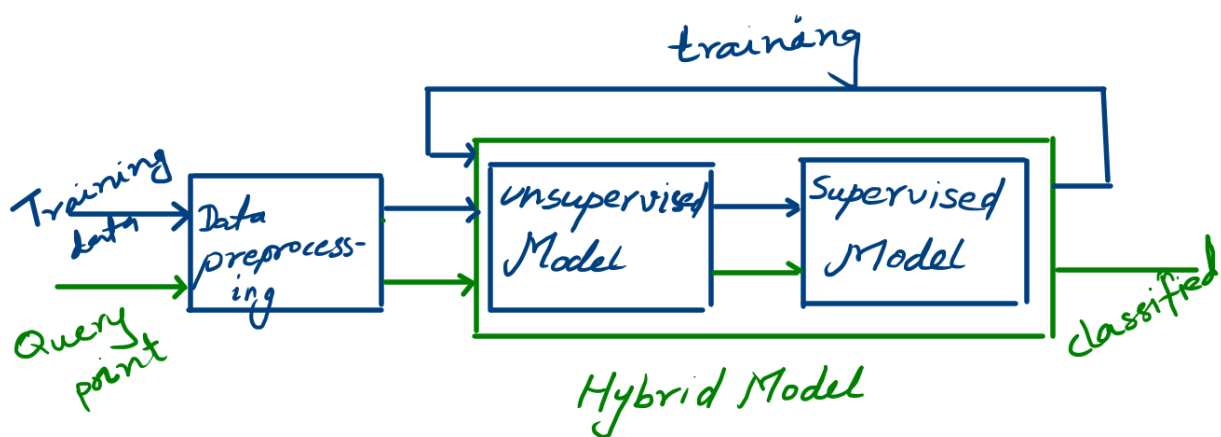 training
Training
data
Data
preprocess-
ing
unsupervised
Model
Supervised
Model
Query
point
classified
Hybrid Model